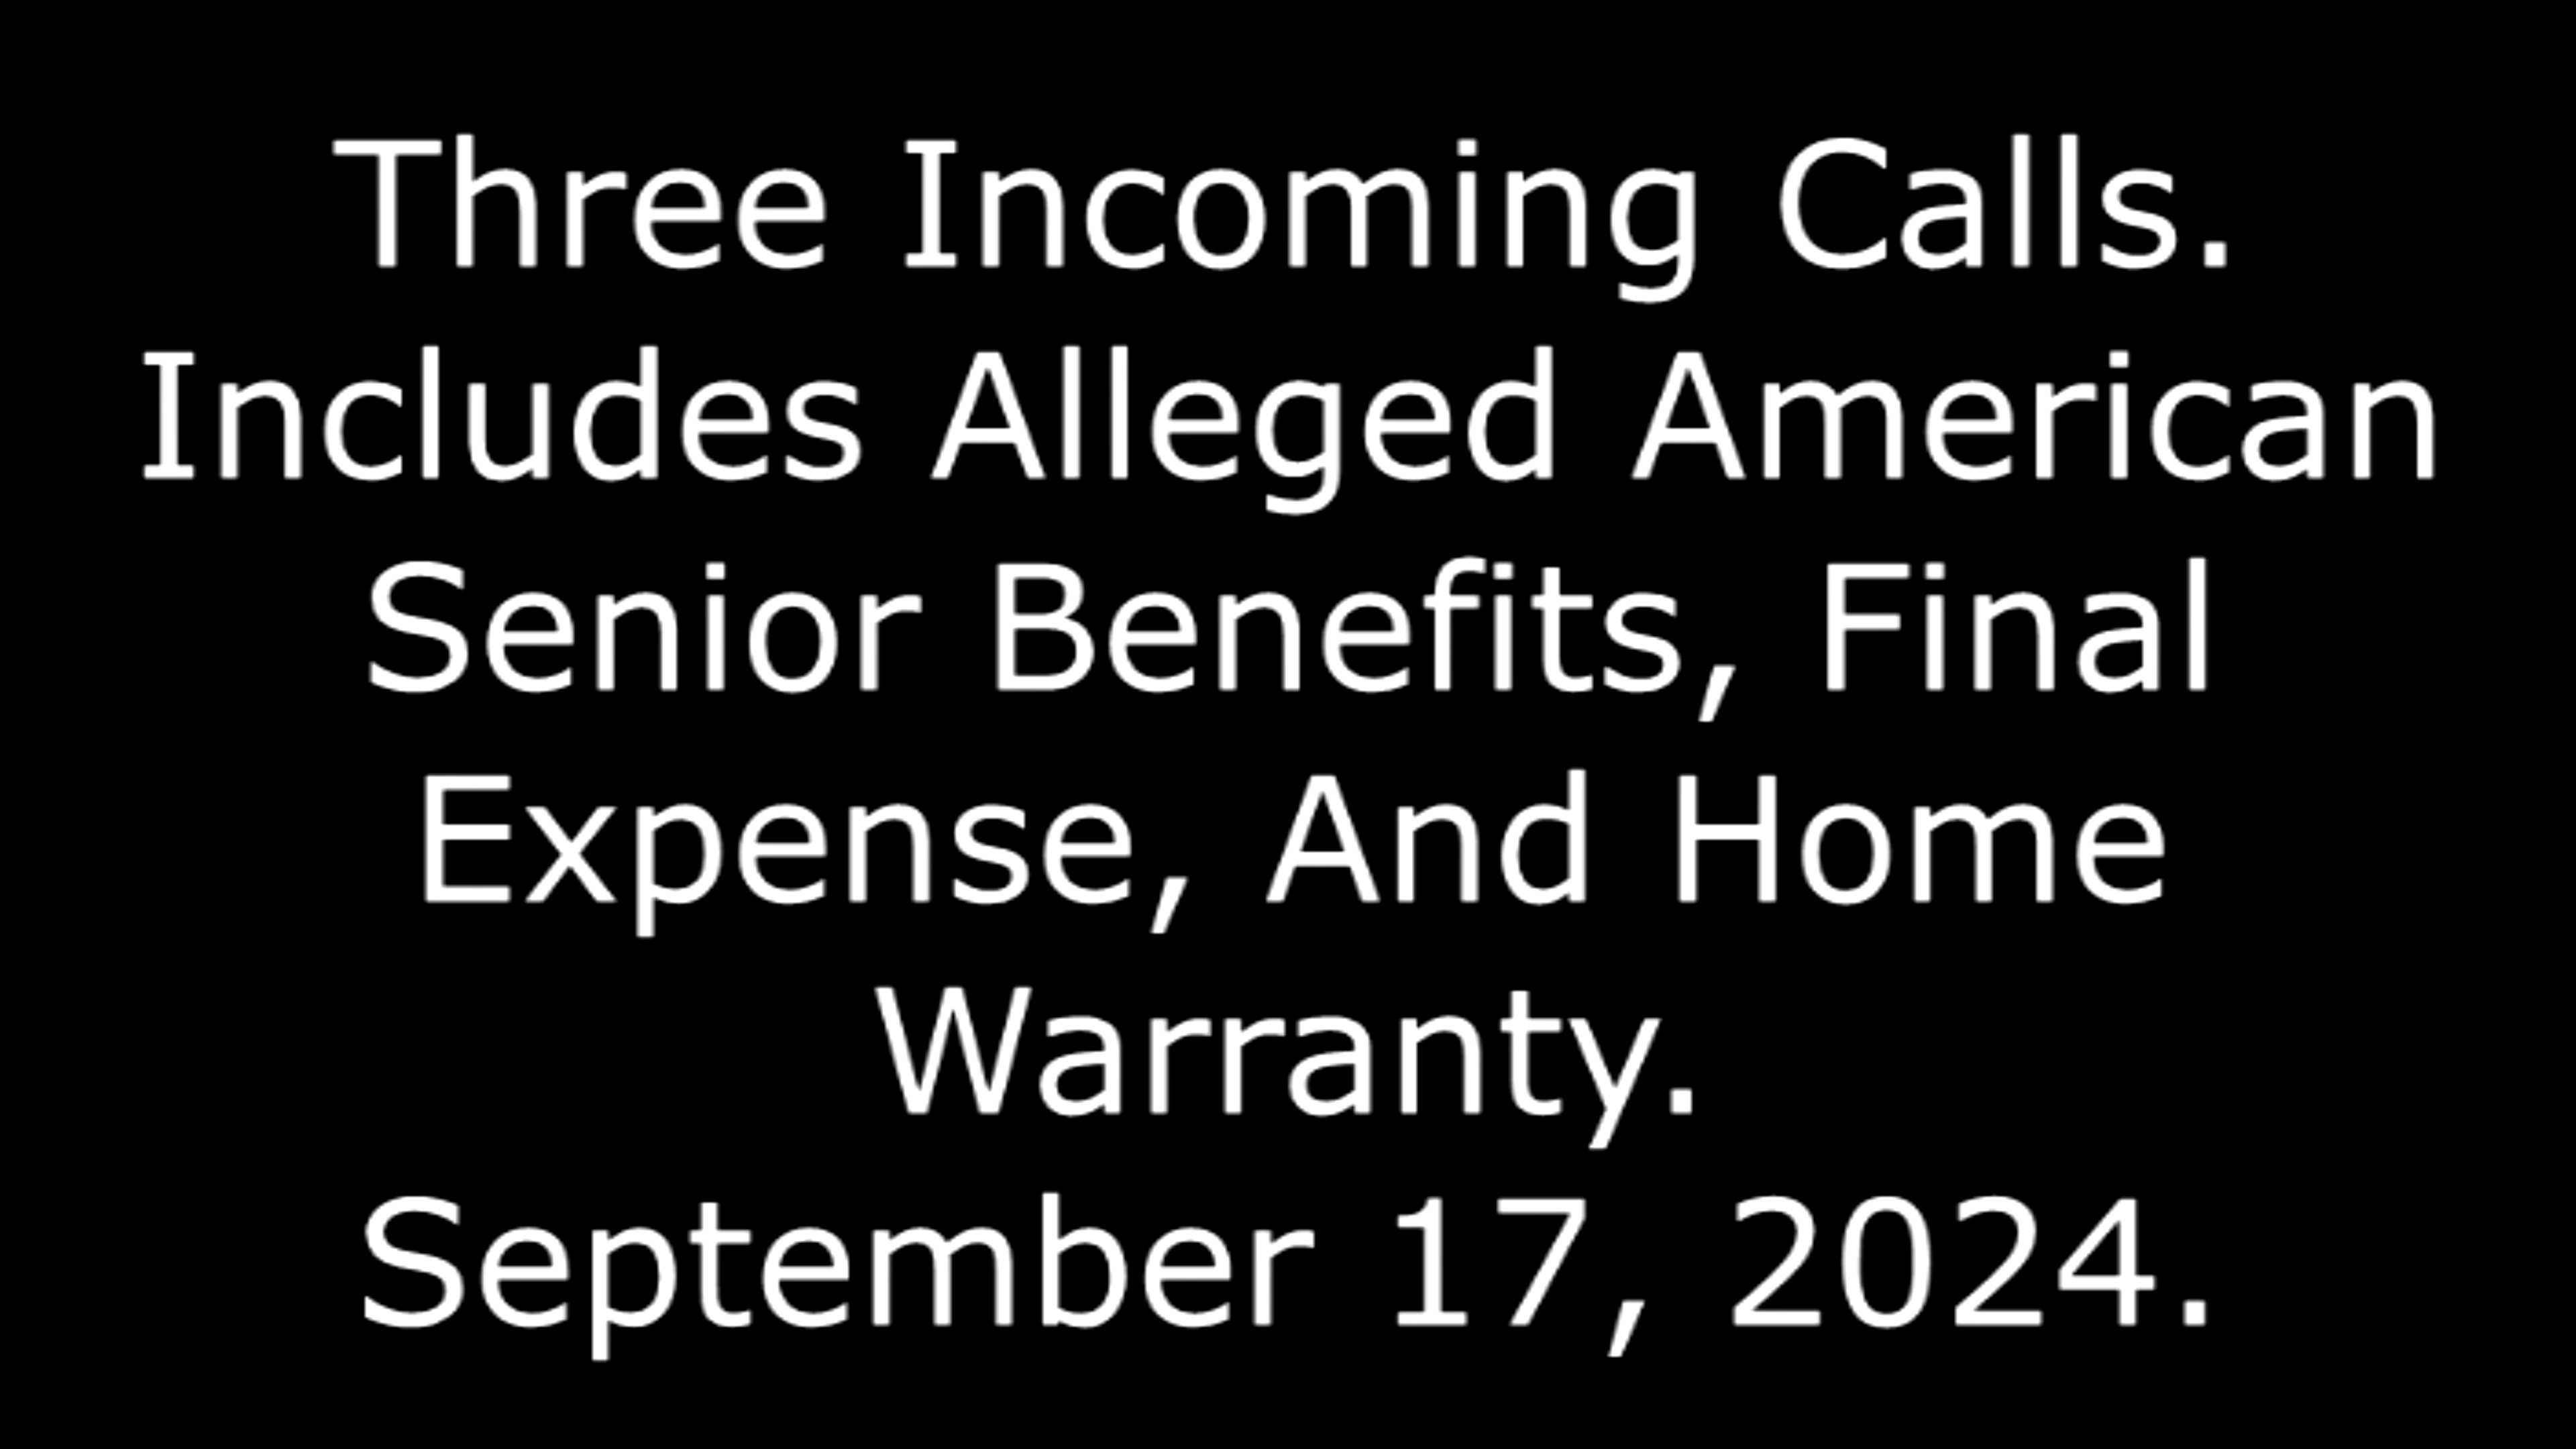 Three Incoming Calls.
Includes Alleged American
Senior Benefits, Final
Expense, And Home
Warranty.
September 17, 2024.